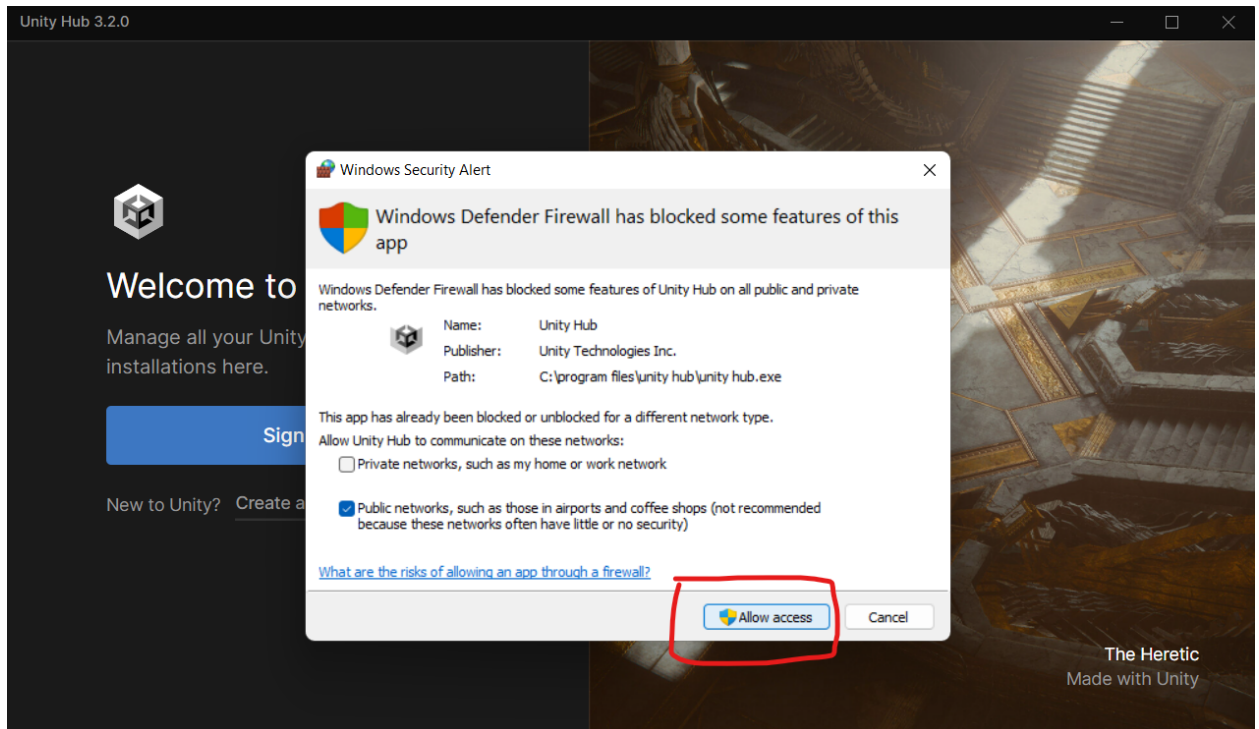 Unity Hub 3.2.0
Windows Security Alert
Windows Defender Firewall has blocked some features of this
app
Windows Defender Firewall has blocked some features of Unity Hub on all public and private
networks.
Name: Unity Hub
Publisher: Unity Technologies Inc.
Path: C:\program files\unity hub\unity hub.exe
This app has already been blocked or unblocked for a different network type.
Allow Unity Hub to communicate on these networks:
Private networks, such as my home or work network
Public networks, such as those in airports and coffee shops (not recommended
because these networks often have little or no security)
What are the risks of allowing an app through a firewall?
Allow access
Cancel
Welcome to
Manage all your Unity
installations here.
Sign
New to Unity? Create a
The Heretic
Made with Unity